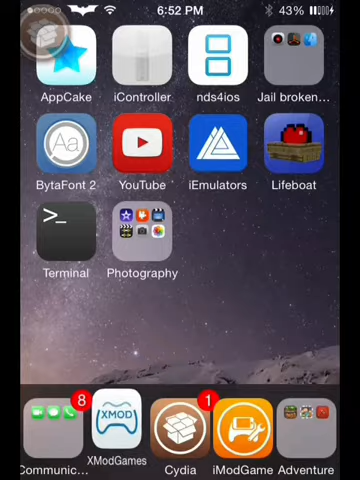 6:52 PM
43%
AppCake
iController
nds4ios
Jail broken...
Aa
BytaFont 2
YouTube
iEmulators
Lifeboat
>_
Terminal
Photography
8
XMOD
1
Communic...
XModGames
Cydia
iModGame
Adventure